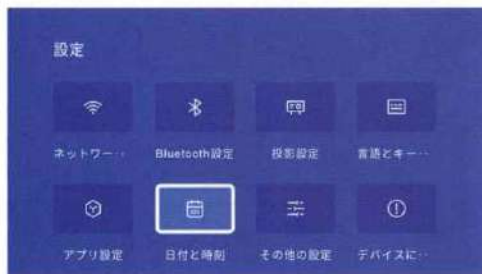 設定
ネットワー··
Bluetooth設定
投影設定
言語とキー··
アプリ設定
日付と時刻
その他の設定
デバイスに··